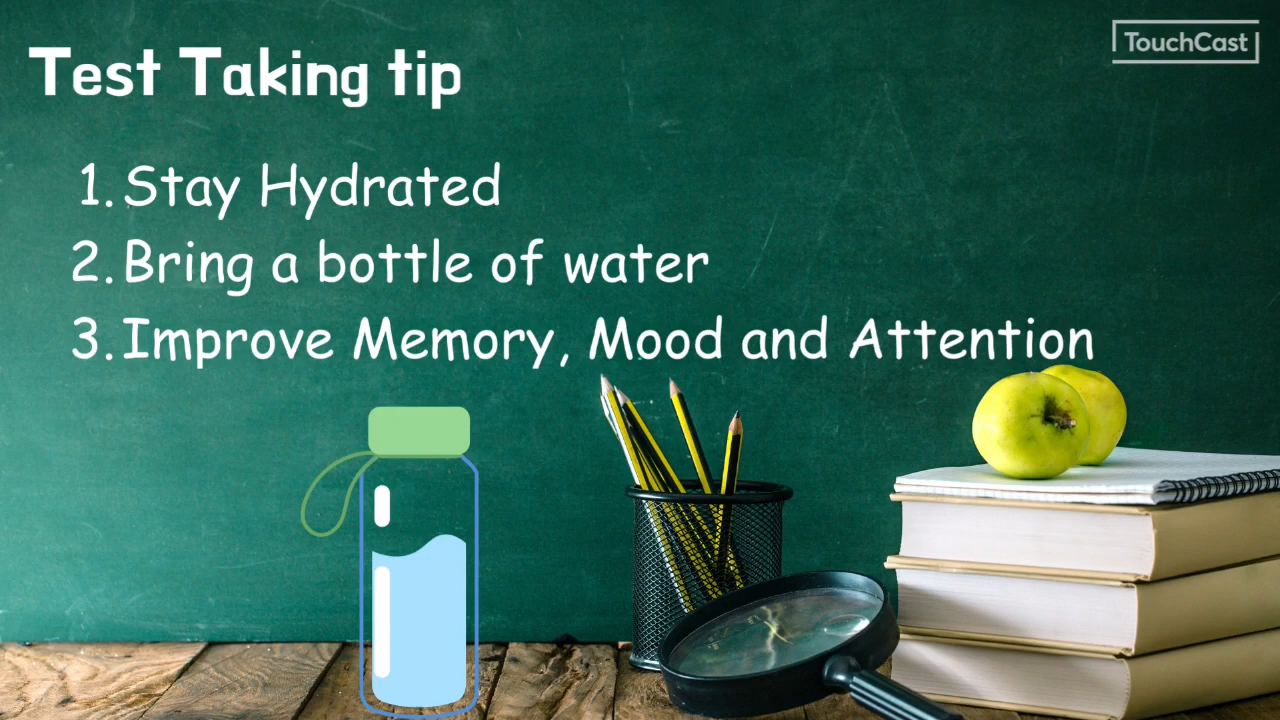 Test Taking tip
TouchCast
1. Stay Hydrated
2. Bring a bottle of water
3. Improve Memory, Mood and Attention